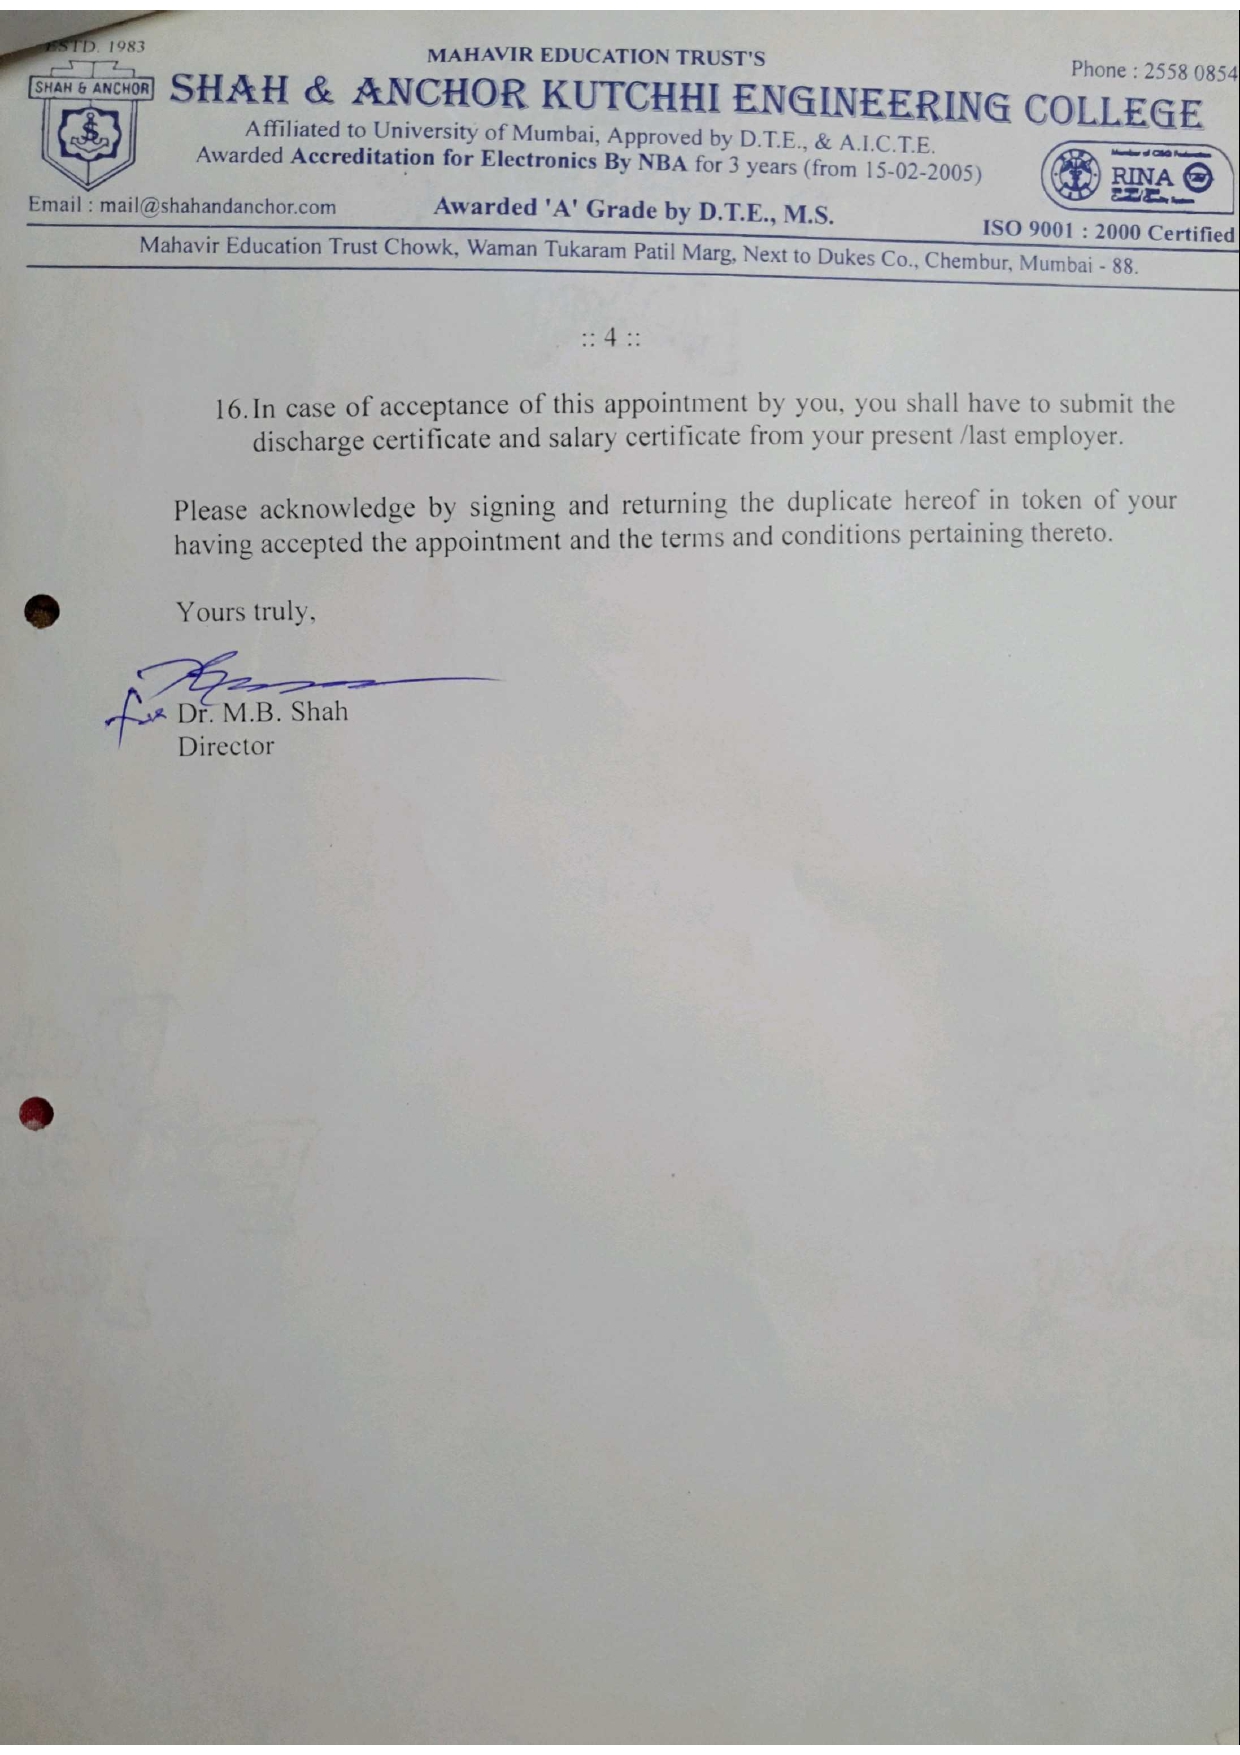 ESTD. 1983
MAHAVIR EDUCATION TRUST'S
Phone : 2558 0854
SHAH & ANCHOR
SHAH & ANCHOR KUTCHHI ENGINEERING COLLEGE
Affiliated to University of Mumbai, Approved by D.T.E., & A.I.C.T.E.
Awarded Accreditation for Electronics By NBA for 3 years (from 15-02-2005)
Member of CISQ Federation
RINA
Email : mail@shahandanchor.com
Awarded 'A' Grade by D.T.E., M.S.
ISO 9001 : 2000 Certified
Mahavir Education Trust Chowk, Waman Tukaram Patil Marg, Next to Dukes Co., Chembur, Mumbai - 88.
:: 4 ::
16. In case of acceptance of this appointment by you, you shall have to submit the
discharge certificate and salary certificate from your present /last employer.
Please acknowledge by signing and returning the duplicate hereof in token of your
having accepted the appointment and the terms and conditions pertaining thereto.
Yours truly,
for Dr. M.B. Shah
Director